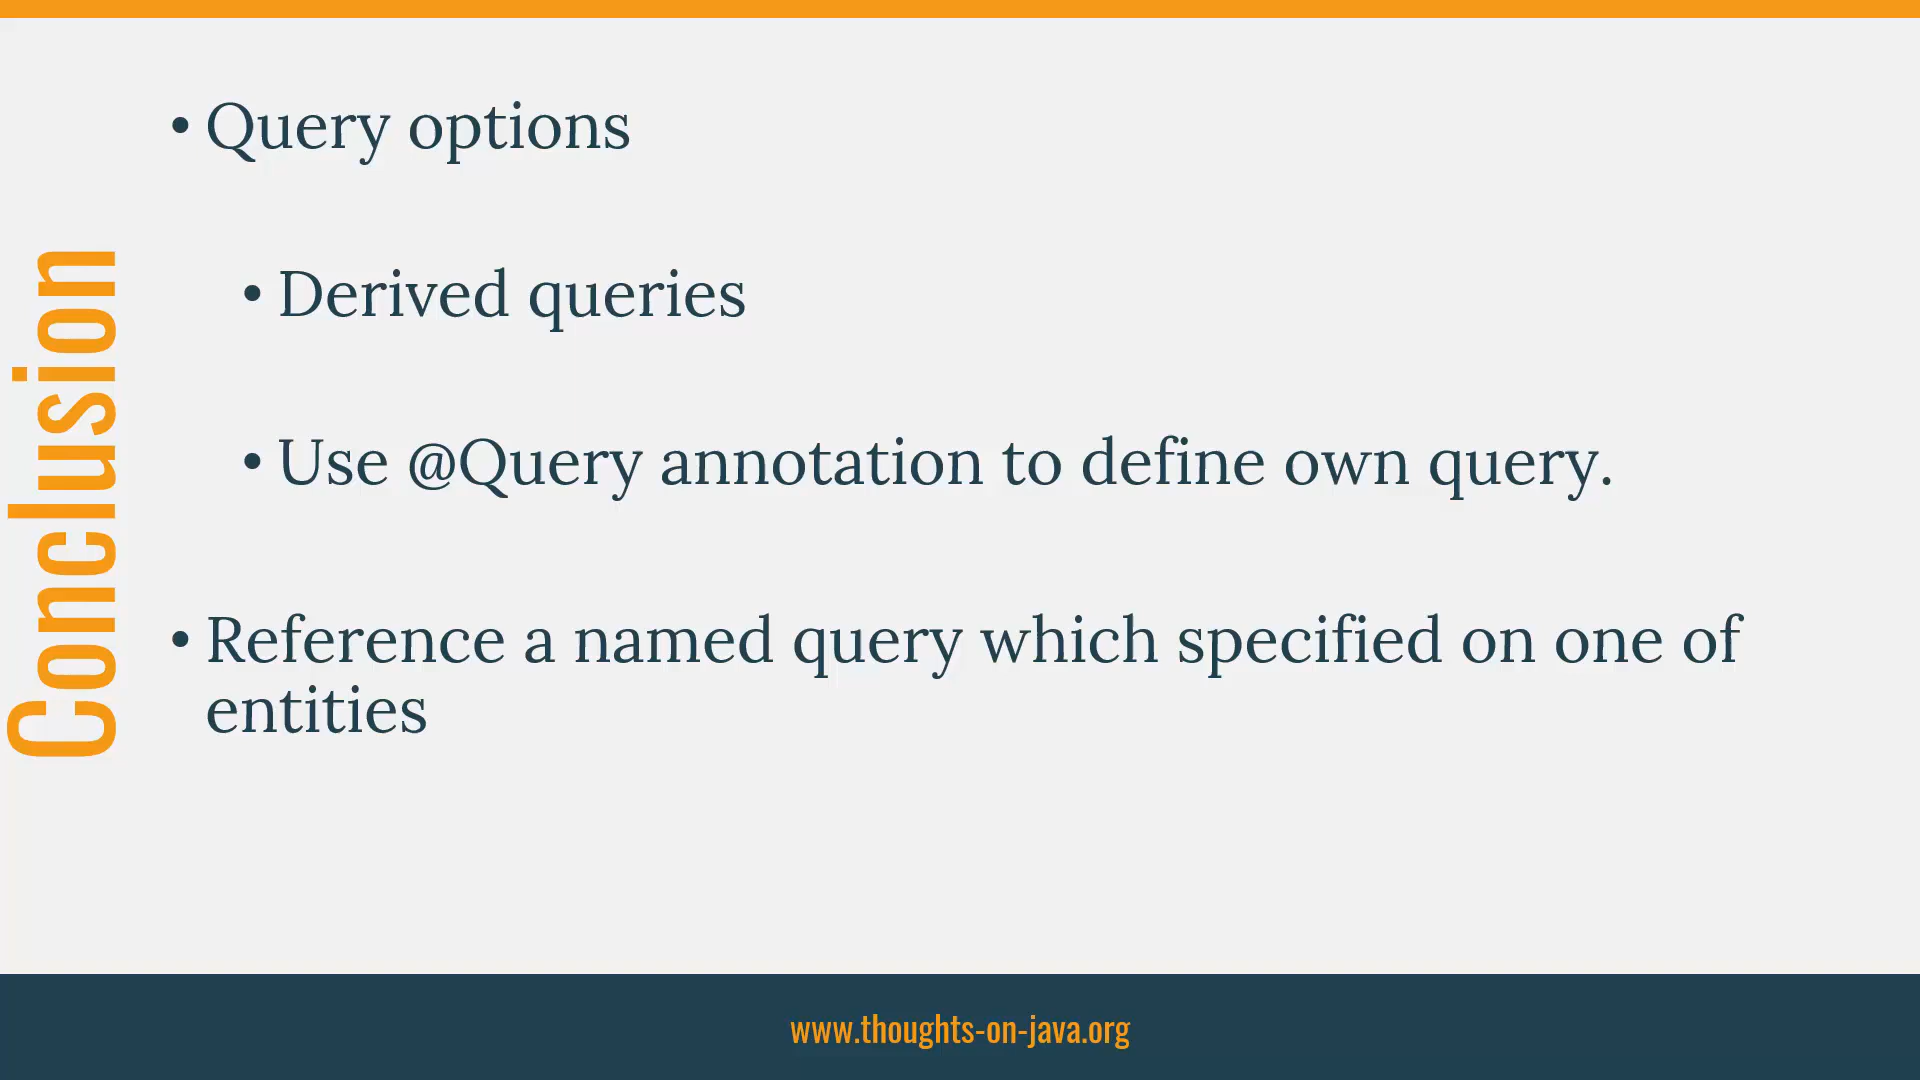 Conclusion
• Query options
• Derived queries
• Use @Query annotation to define own query.
• Reference a named query which specified on one of
entities
www.thoughts-on-java.org